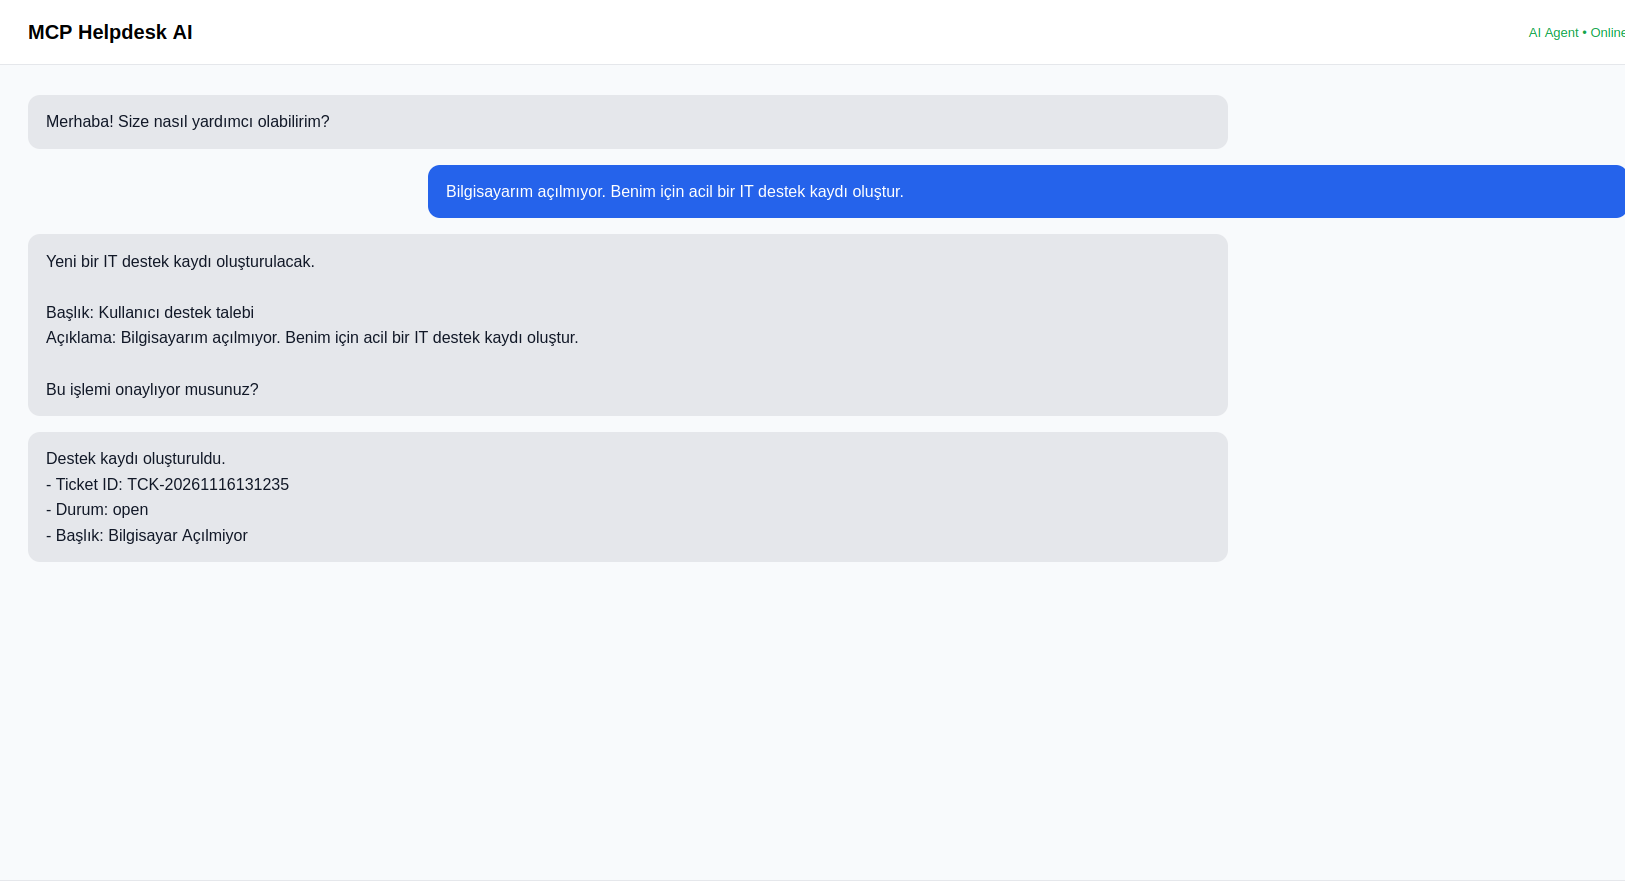 MCP Helpdesk AI
AI Agent • Online
Merhaba! Size nasıl yardımcı olabilirim?
Bilgisayarım açılmıyor. Benim için acil bir IT destek kaydı oluştur.
Yeni bir IT destek kaydı oluşturulacak.
Başlık: Kullanıcı destek talebi
Açıklama: Bilgisayarım açılmıyor. Benim için acil bir IT destek kaydı oluştur.
Bu işlemi onaylıyor musunuz?
Destek kaydı oluşturuldu.
- Ticket ID: TCK-20261116131235
- Durum: open
- Başlık: Bilgisayar Açılmiyor